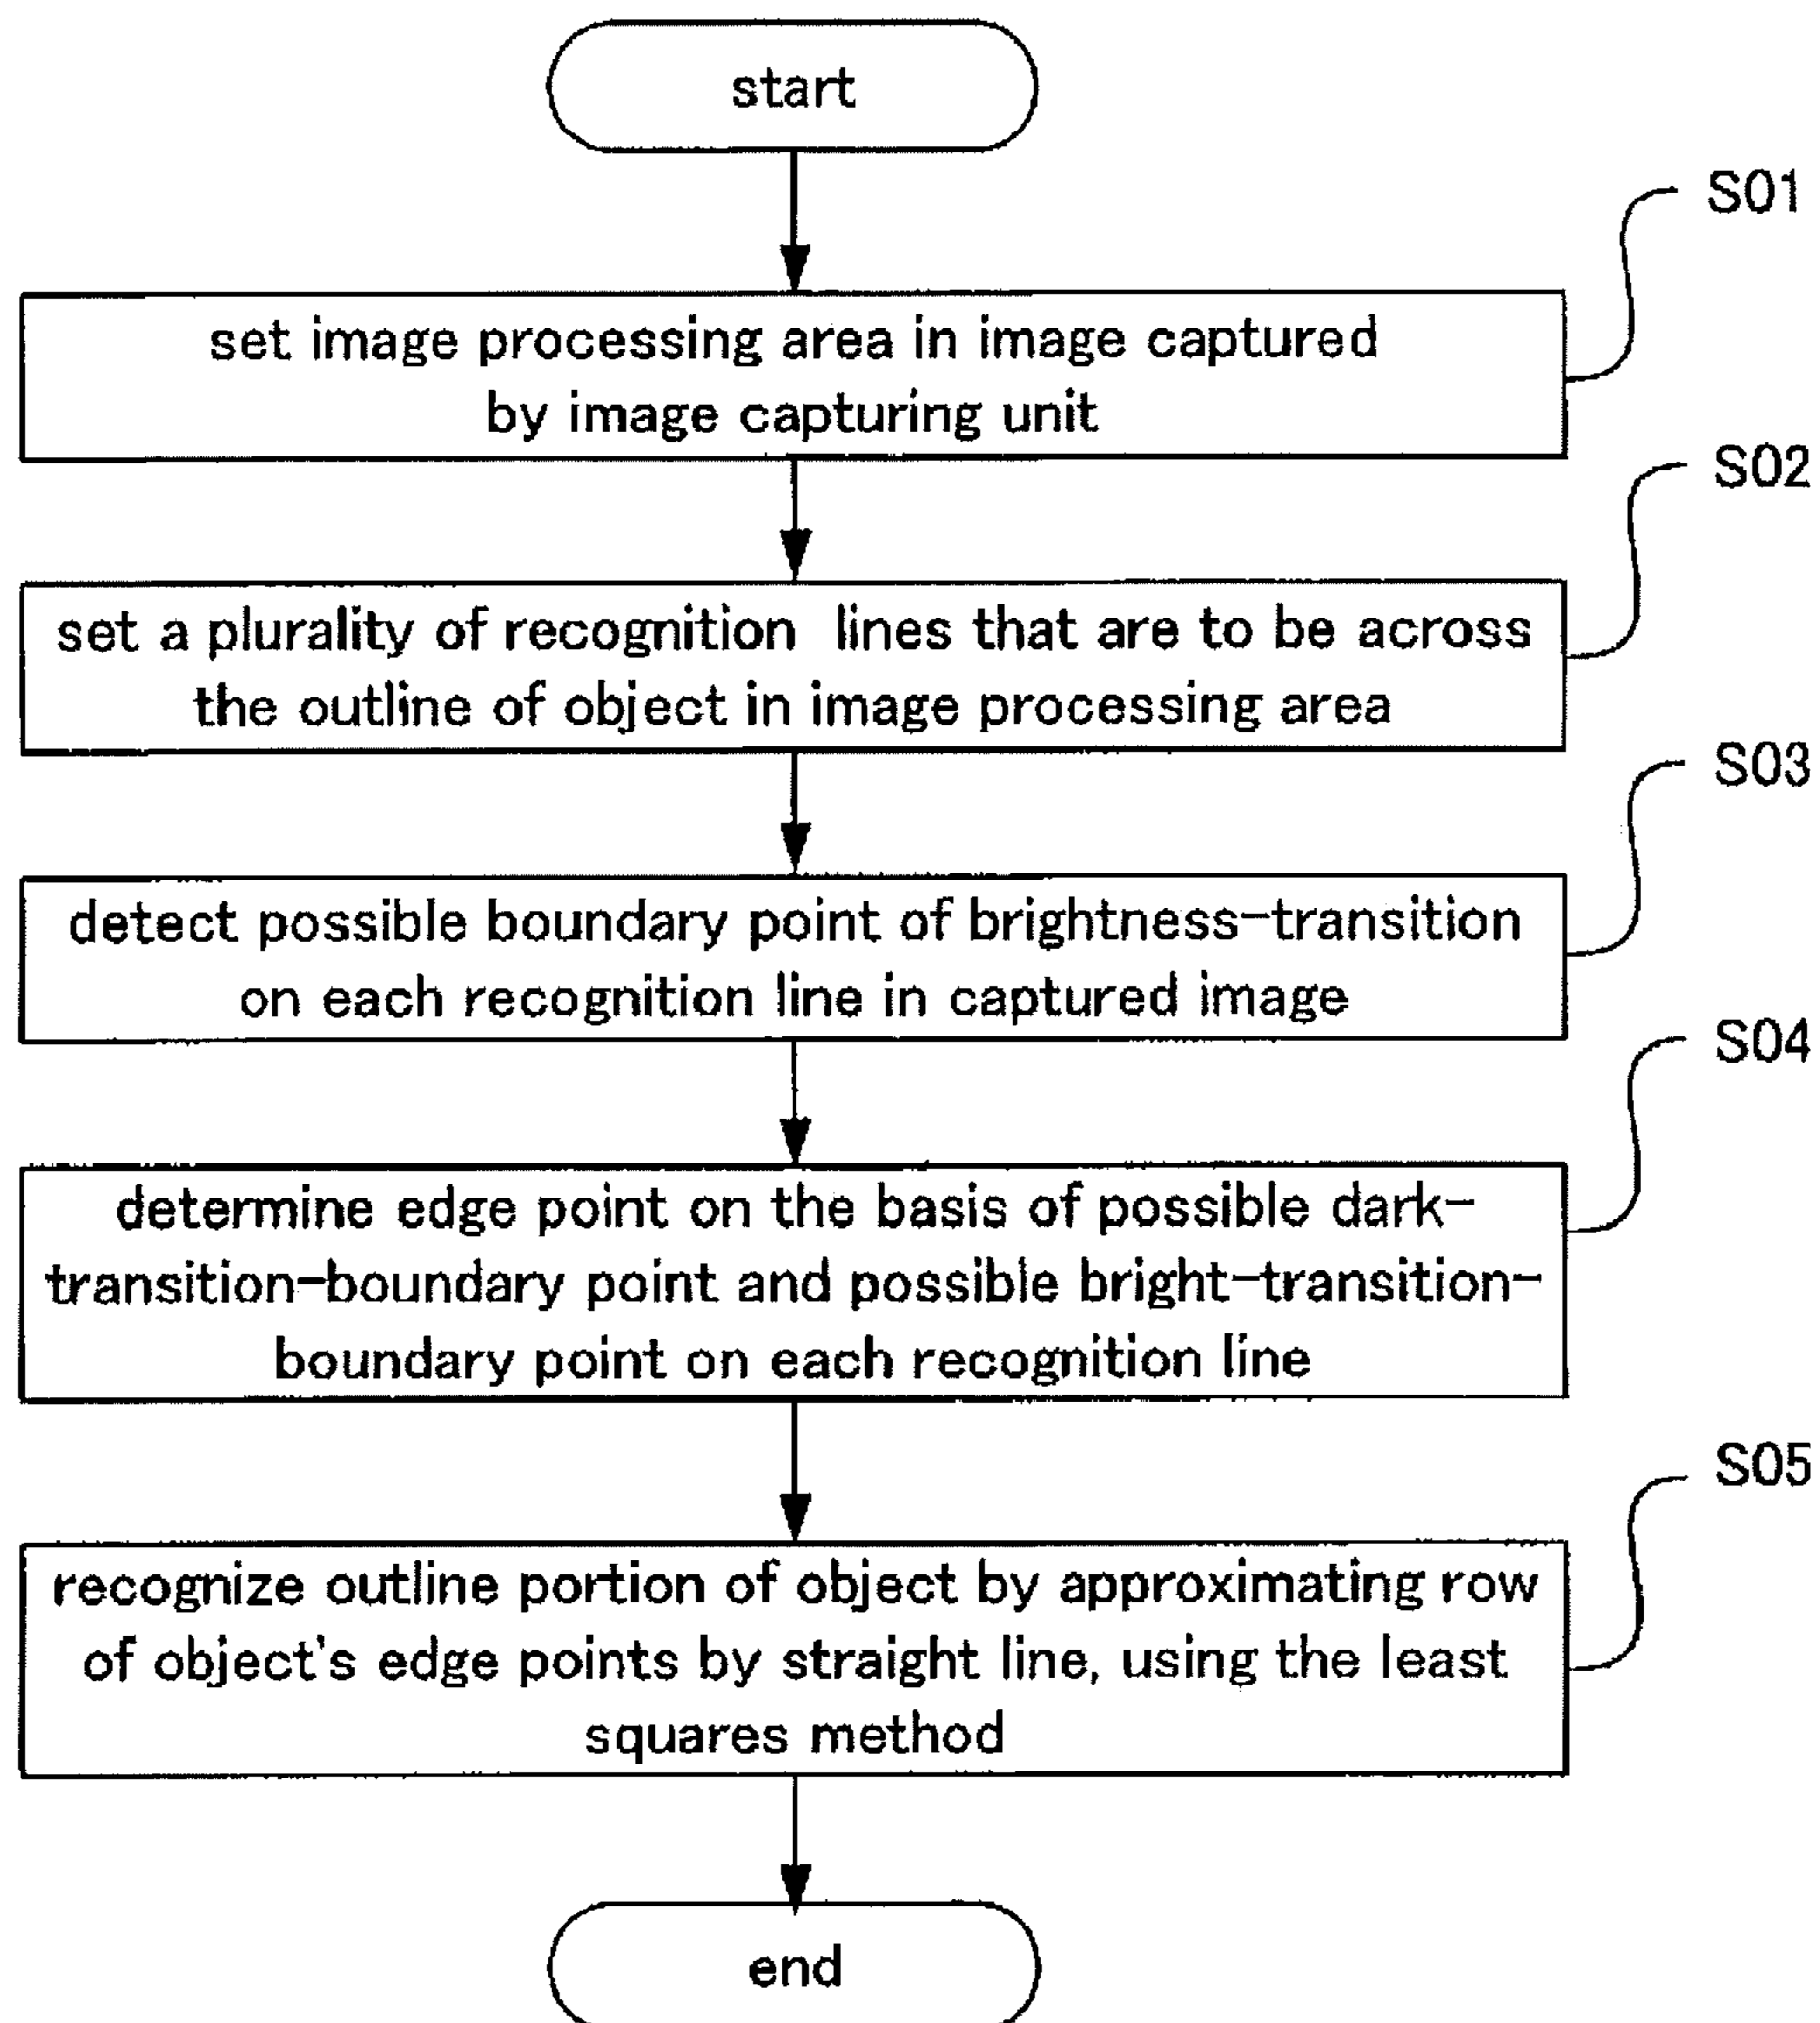 start
S01
set image processing area in image captured
by image capturing unit
S02
set a plurality of recognition lines that are to be across
the outline of object in image processing area
S03
detect possible boundary point of brightness-transition
on each recognition line in captured image
S04
determine edge point on the basis of possible dark-
transition-boundary point and possible bright-transition-
boundary point on each recognition line
S05
recognize outline portion of object by approximating row
of object's edge points by straight line, using the least
squares method
end